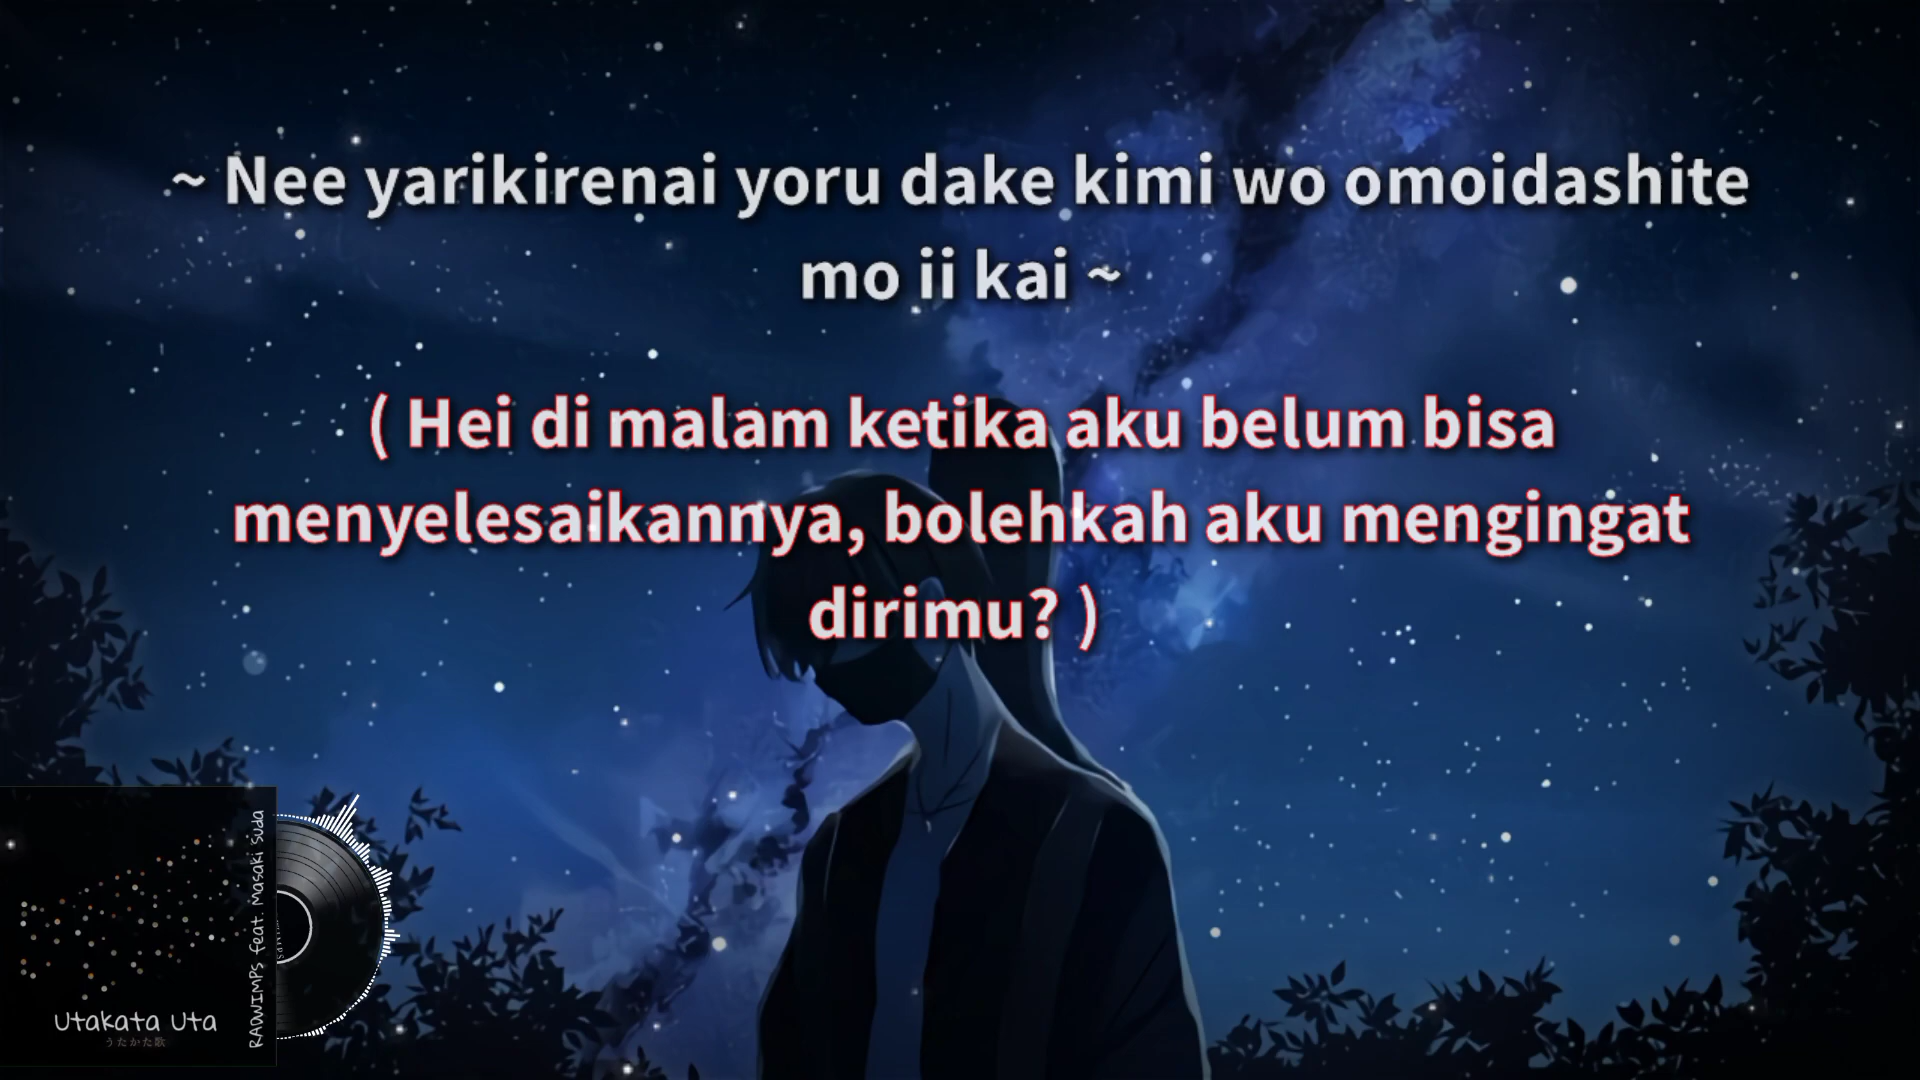 ~ Nee yarikirenai yoru dake kimi wo omoidashite
mo ii kai ~
( Hei di malam ketika aku belum bisa
menyelesaikannya, bolehkah aku mengingat
dirimu? )
RADWIMPS feat. Masaki Suda
Utakata Uta
うたかた歌